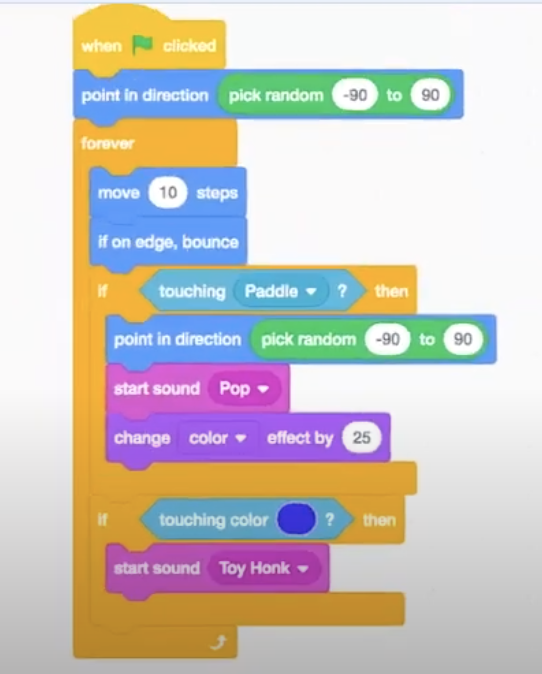 when clicked
point in direction pick random -90 to 90
forever
move 10 steps
if on edge, bounce
if touching Paddle ? then
point in direction pick random -90 to 90
start sound Pop
change color effect by 25
if touching color ? then
start sound Toy Honk